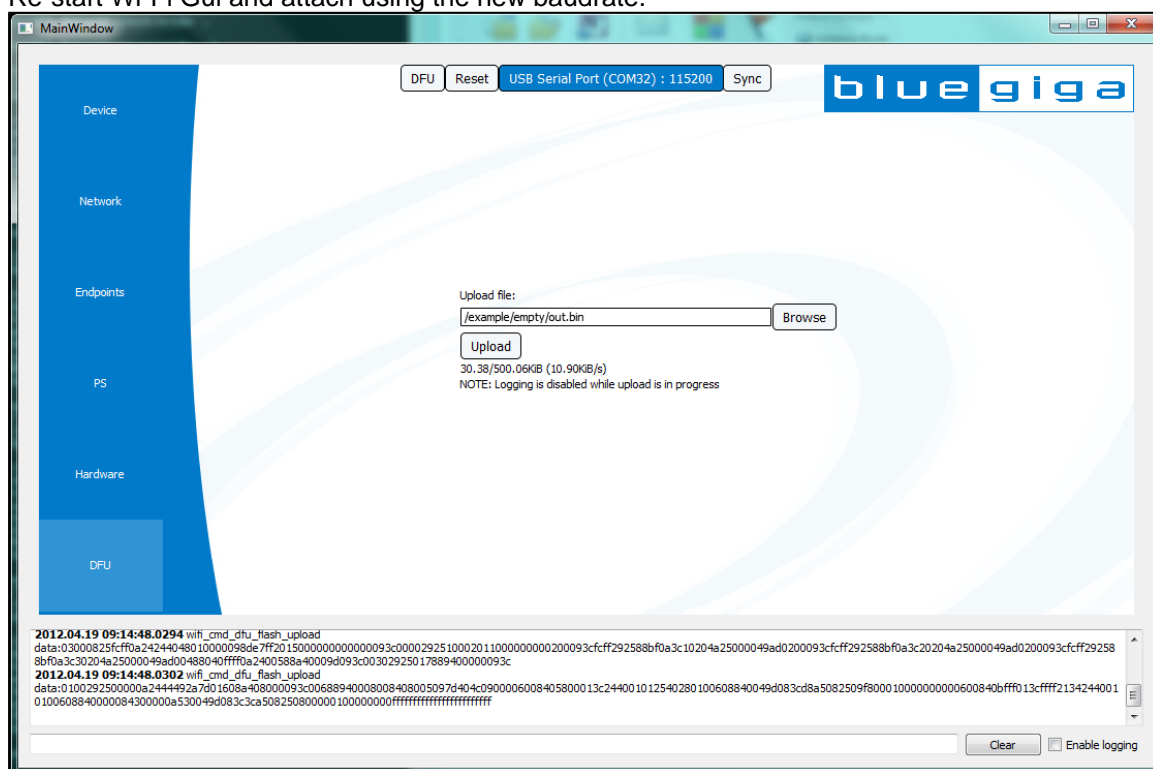 Re-start Wi-Fi Gui and attach using the new baudrate.
MainWindow
DFU Reset USB Serial Port (COM32) : 115200 Sync
bluegiga
Device
Network
Endpoints
Upload file:
/example/empty/out.bin Browse
Upload
30.38/500.06KiB (10.90KiB/s)
PS
NOTE: Logging is disabled while upload is in progress
Hardware
DFU
2012.04.19 09:14:48.0294 wifi_cmd_dfu_flash_upload
2012.04.19 09:14:48.0302 wifi_cmd_dfu_flash_upload
Clear Enable logging